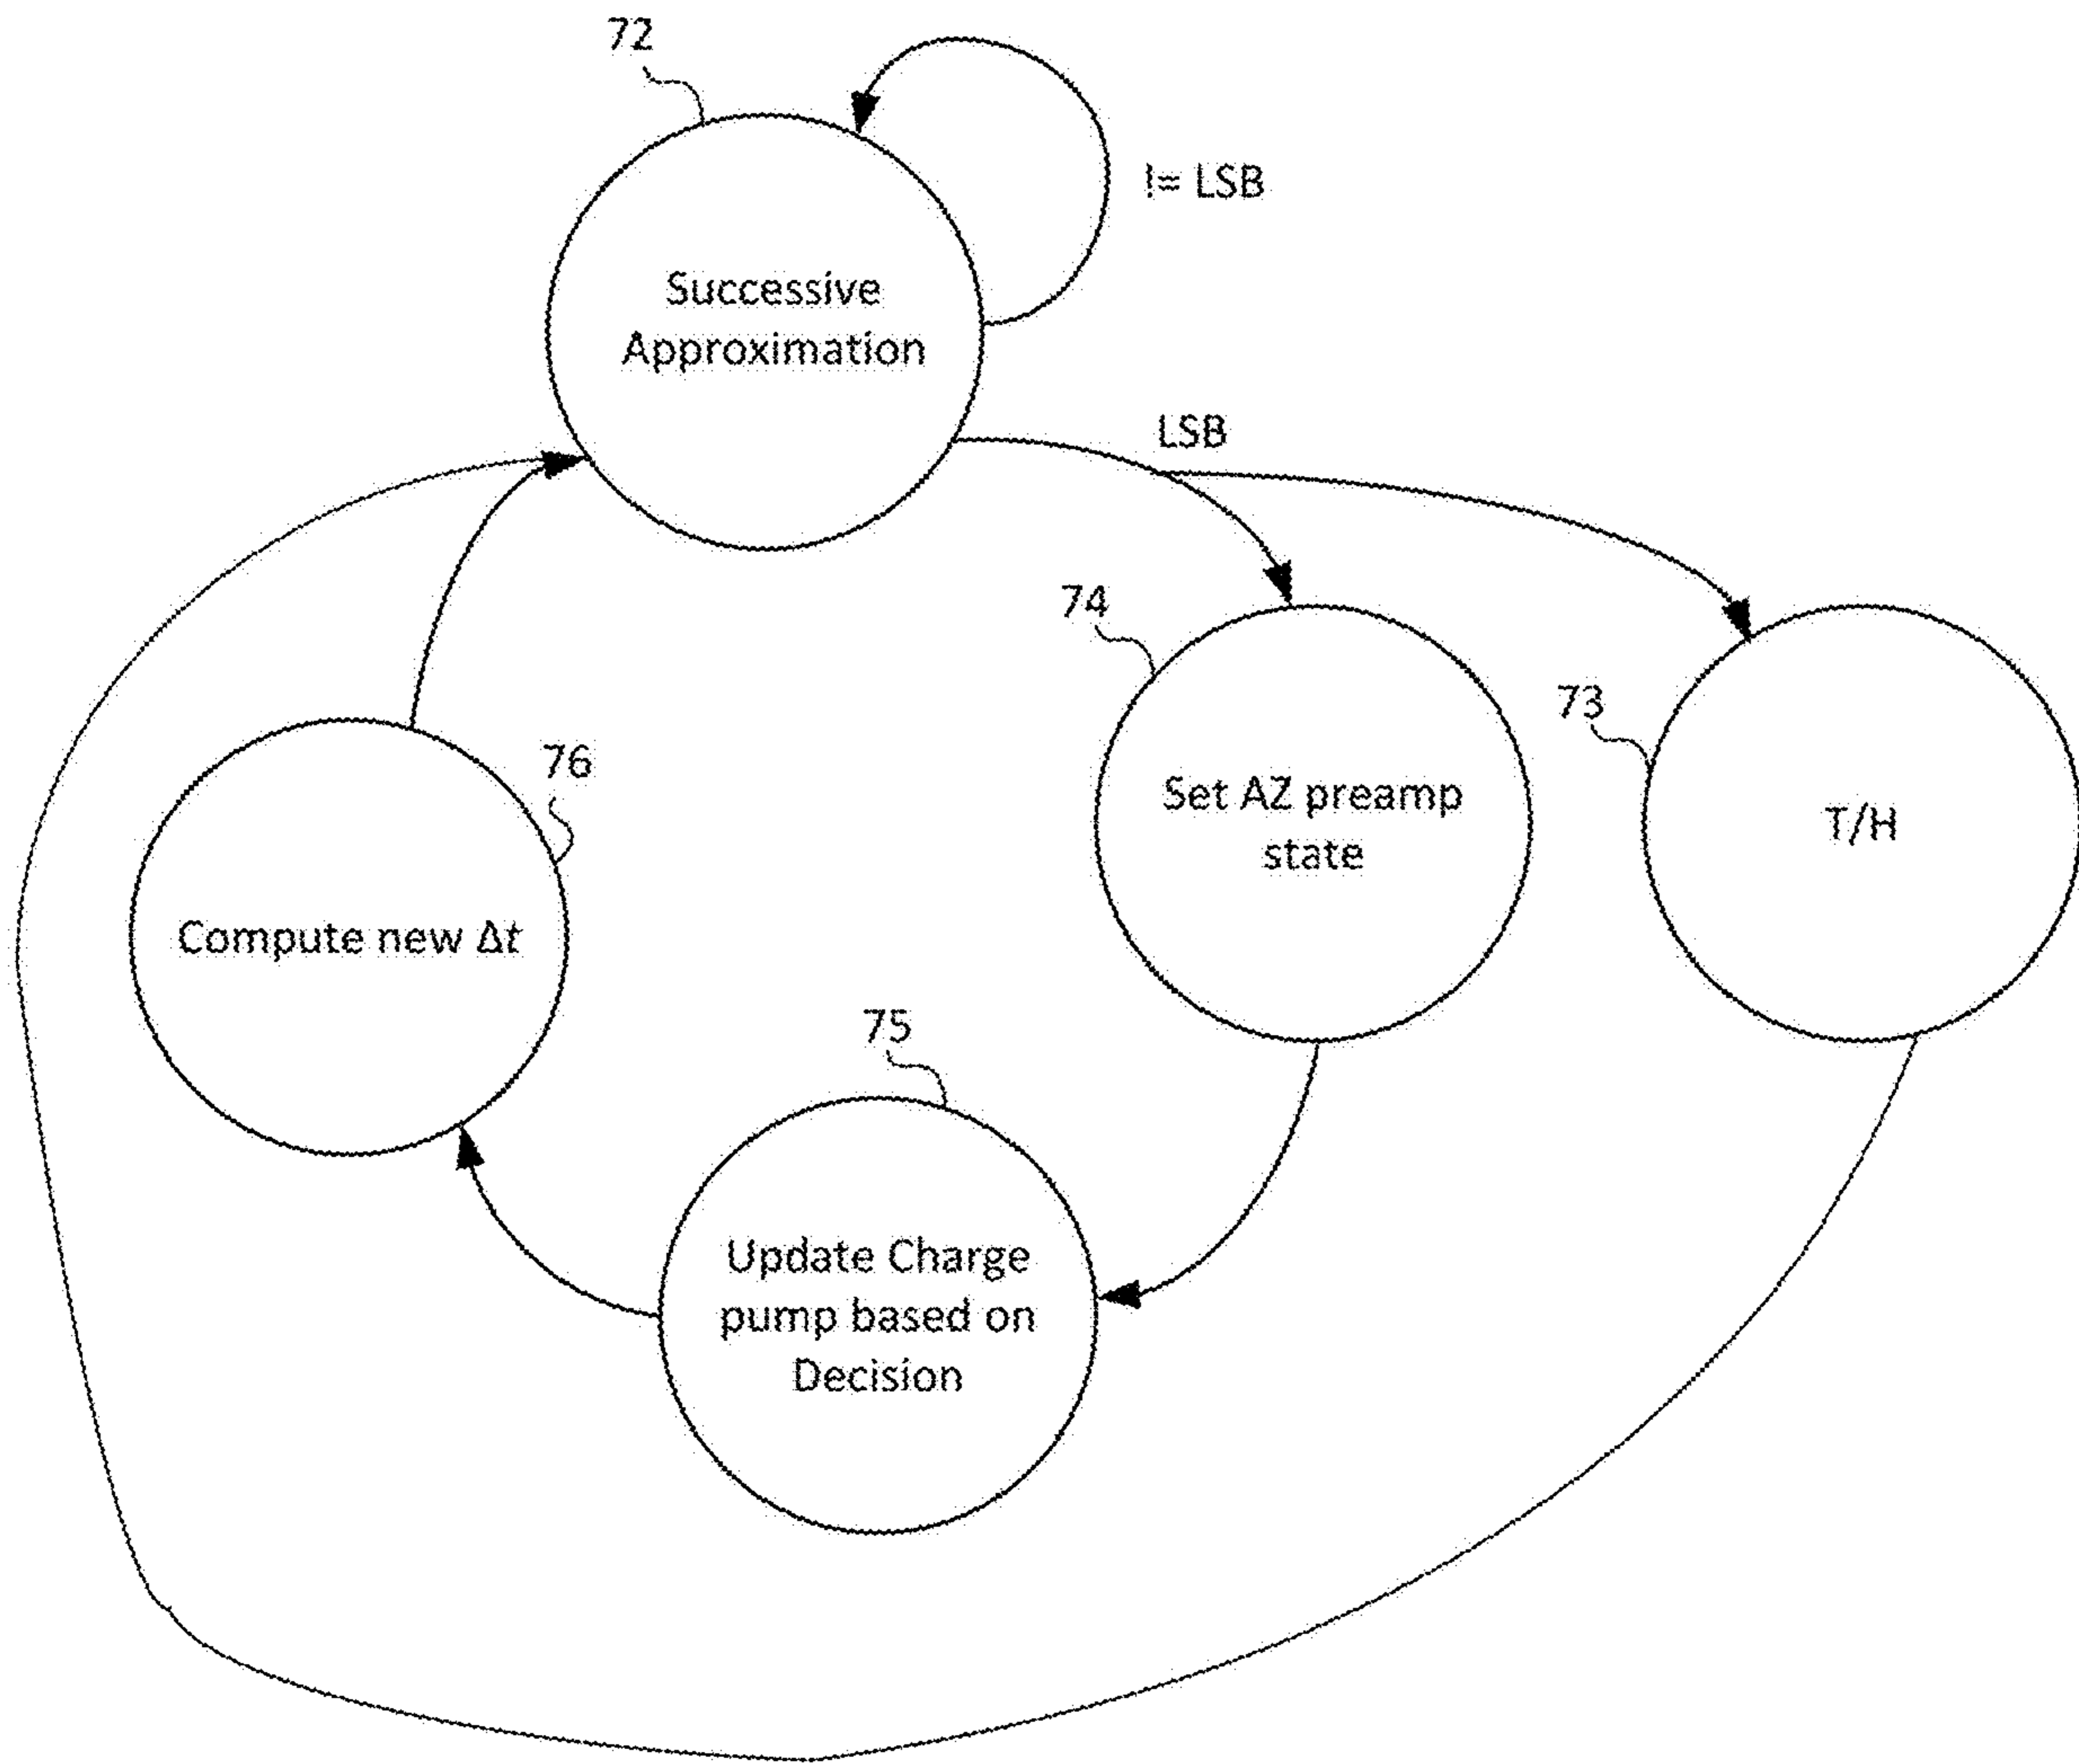 72
!= LSB
Successive
Approximation
LSB
74
73
76
Set AZ preamp
state
T/H
Compute new Δt
75
Update Charge
pump based on
Decision